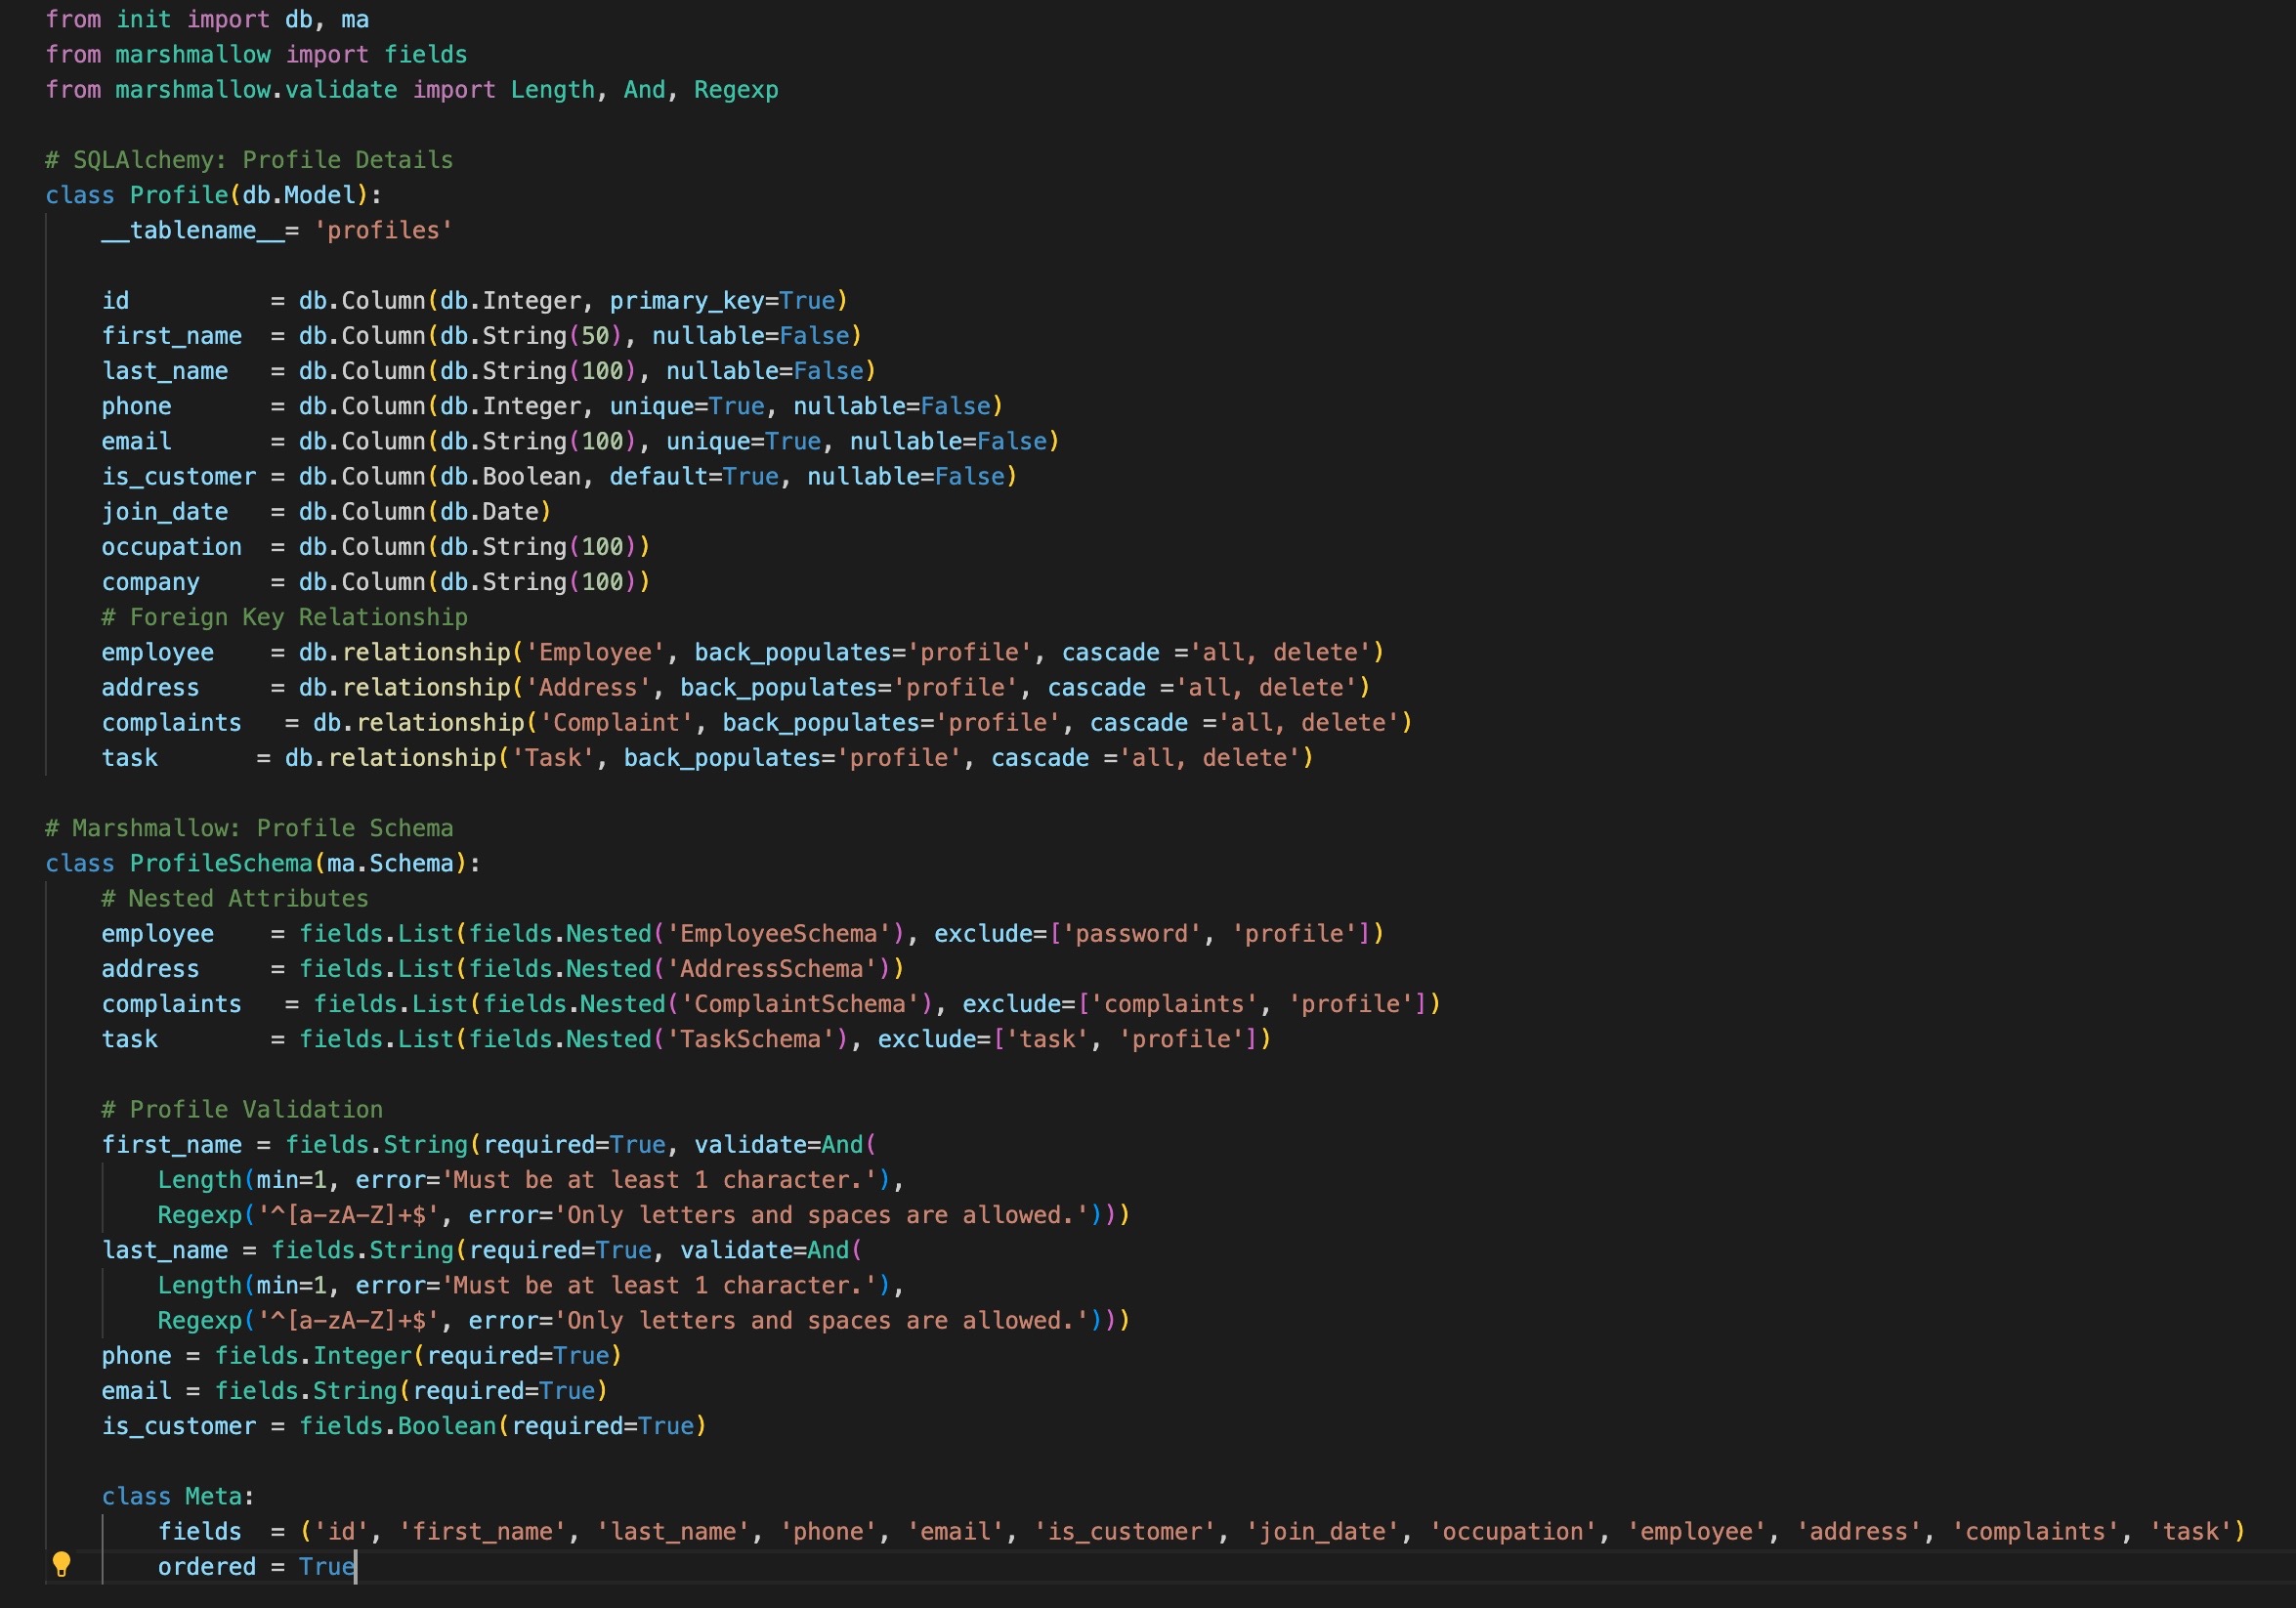 from init import db, ma
from marshmallow import fields
from marshmallow.validate import Length, And, Regexp

# SQLAlchemy: Profile Details
class Profile(db.Model):
    __tablename__= 'profiles'

    id          = db.Column(db.Integer, primary_key=True)
    first_name  = db.Column(db.String(50), nullable=False)
    last_name   = db.Column(db.String(100), nullable=False)
    phone       = db.Column(db.Integer, unique=True, nullable=False)
    email       = db.Column(db.String(100), unique=True, nullable=False)
    is_customer = db.Column(db.Boolean, default=True, nullable=False)
    join_date   = db.Column(db.Date)
    occupation  = db.Column(db.String(100))
    company     = db.Column(db.String(100))
    # Foreign Key Relationship
    employee    = db.relationship('Employee', back_populates='profile', cascade ='all, delete')
    address     = db.relationship('Address', back_populates='profile', cascade ='all, delete')
    complaints   = db.relationship('Complaint', back_populates='profile', cascade ='all, delete')
    task       = db.relationship('Task', back_populates='profile', cascade ='all, delete')

# Marshmallow: Profile Schema
class ProfileSchema(ma.Schema):
    # Nested Attributes
    employee    = fields.List(fields.Nested('EmployeeSchema'), exclude=['password', 'profile'])
    address     = fields.List(fields.Nested('AddressSchema'))
    complaints   = fields.List(fields.Nested('ComplaintSchema'), exclude=['complaints', 'profile'])
    task        = fields.List(fields.Nested('TaskSchema'), exclude=['task', 'profile'])

    # Profile Validation
    first_name = fields.String(required=True, validate=And(
        Length(min=1, error='Must be at least 1 character.'),
        Regexp('^[a-zA-Z]+$', error='Only letters and spaces are allowed.')))
    last_name = fields.String(required=True, validate=And(
        Length(min=1, error='Must be at least 1 character.'),
        Regexp('^[a-zA-Z]+$', error='Only letters and spaces are allowed.')))
    phone = fields.Integer(required=True)
    email = fields.String(required=True)
    is_customer = fields.Boolean(required=True)

    class Meta:
        fields  = ('id', 'first_name', 'last_name', 'phone', 'email', 'is_customer', 'join_date', 'occupation', 'employee', 'address', 'complaints', 'task')
        ordered = True